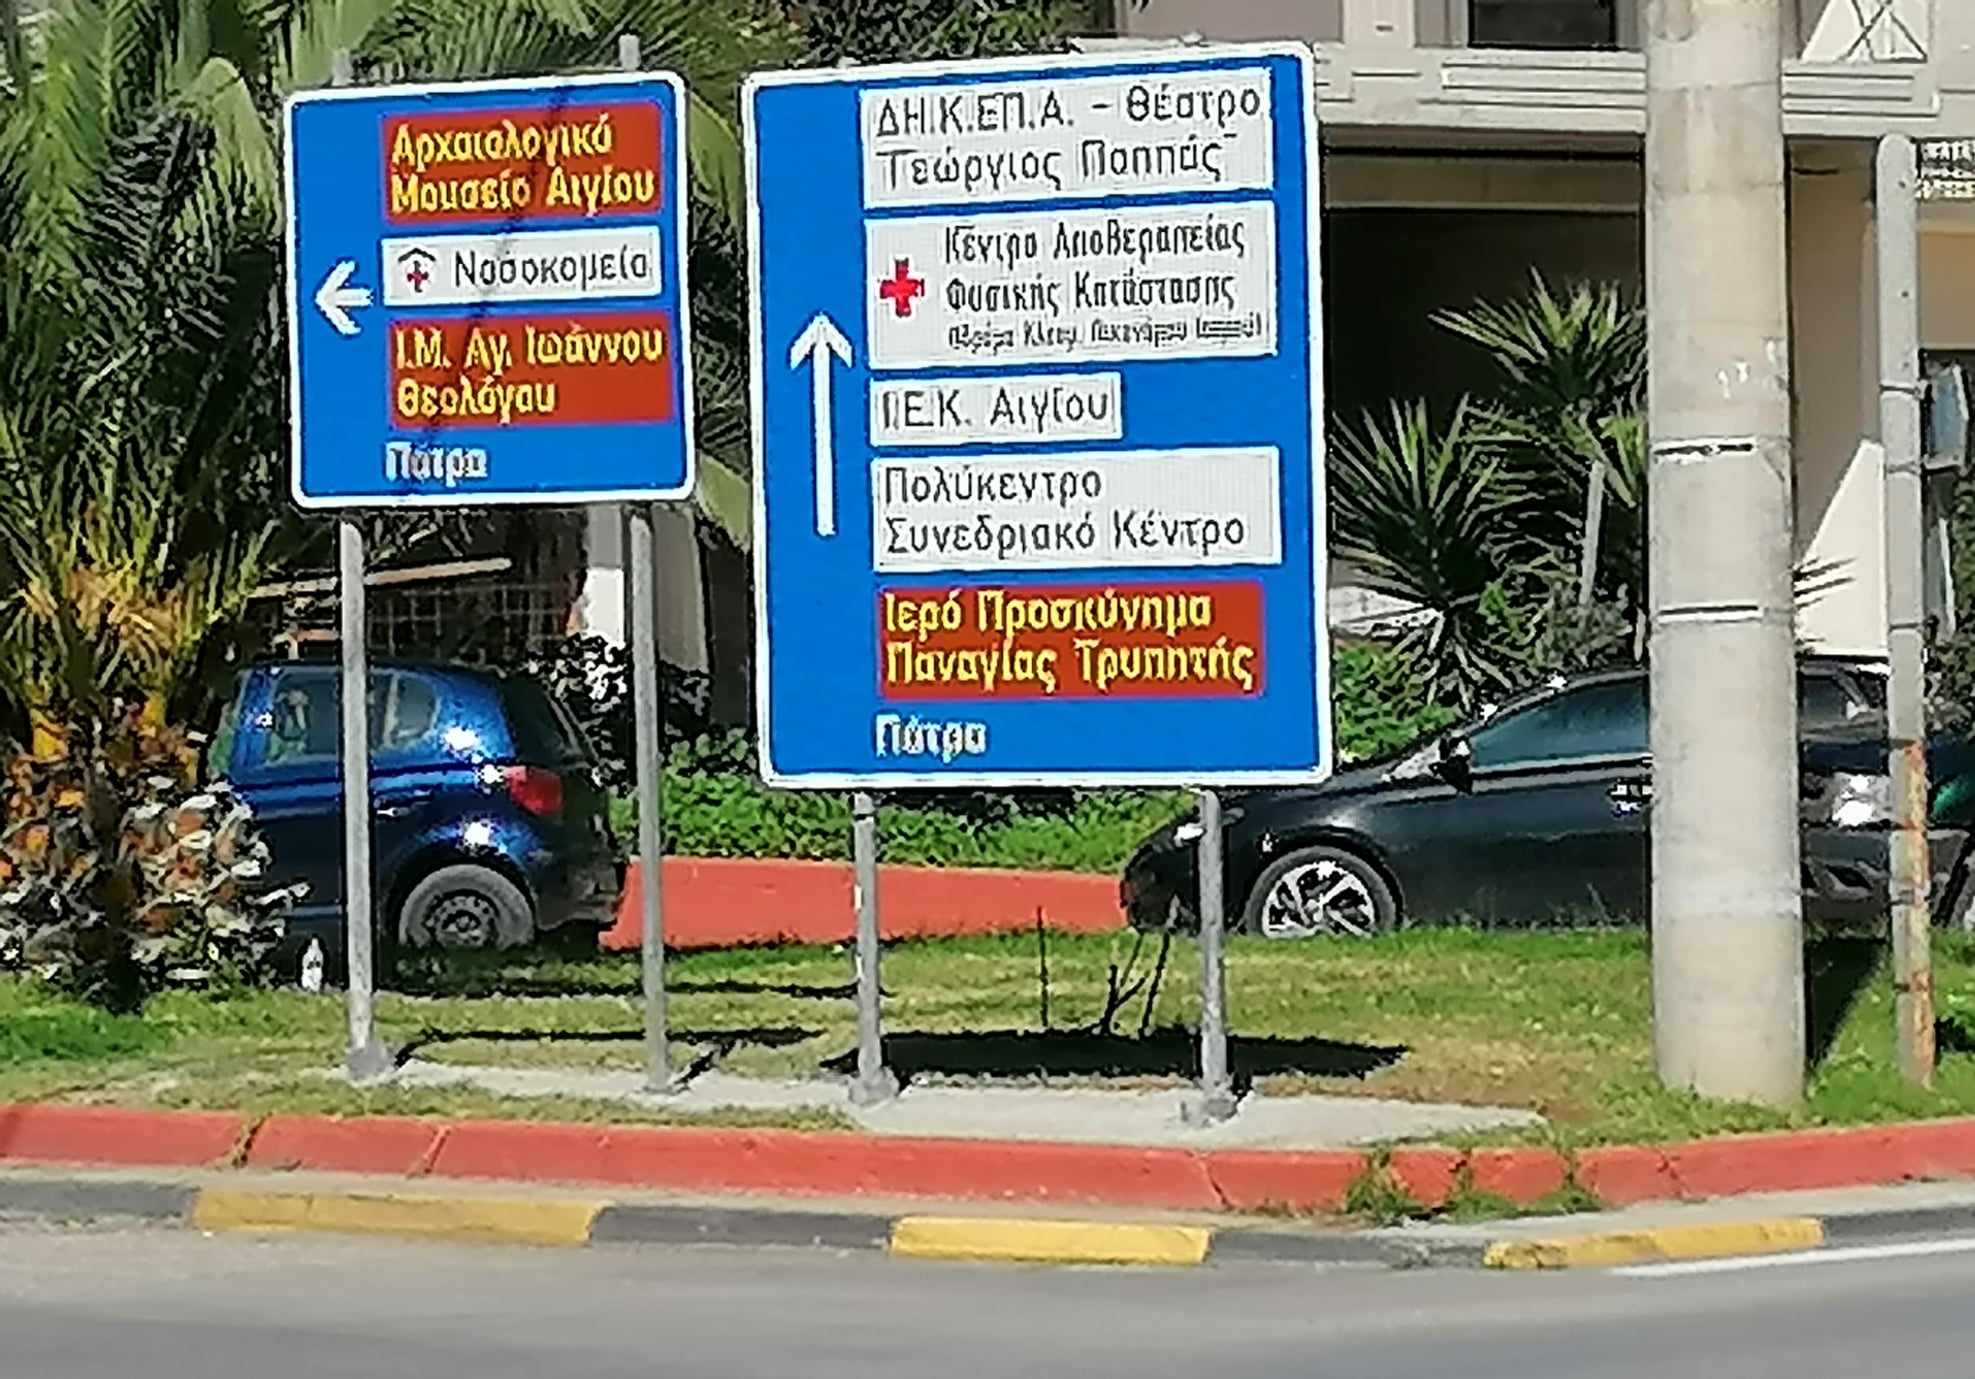 Αρχαιολογικό
Μουσείο Αιγίου
Νοσοκομείο
Ι.Μ. Αγ. Ιωάννου
Θεολόγου
Πάτρα
ΔΗ.Κ.ΕΠ.Α. - Θέατρο
Γεώργιος Παππάς
Κέντρο Αποθεραπείας
Φυσικής Κατάστασης
Ι.Ε.Κ. Αιγίου
Πολύκεντρο
Συνεδριακό Κέντρο
Ιερό Προσκύνημα
Παναγίας Τρυπητής
Πάτρα